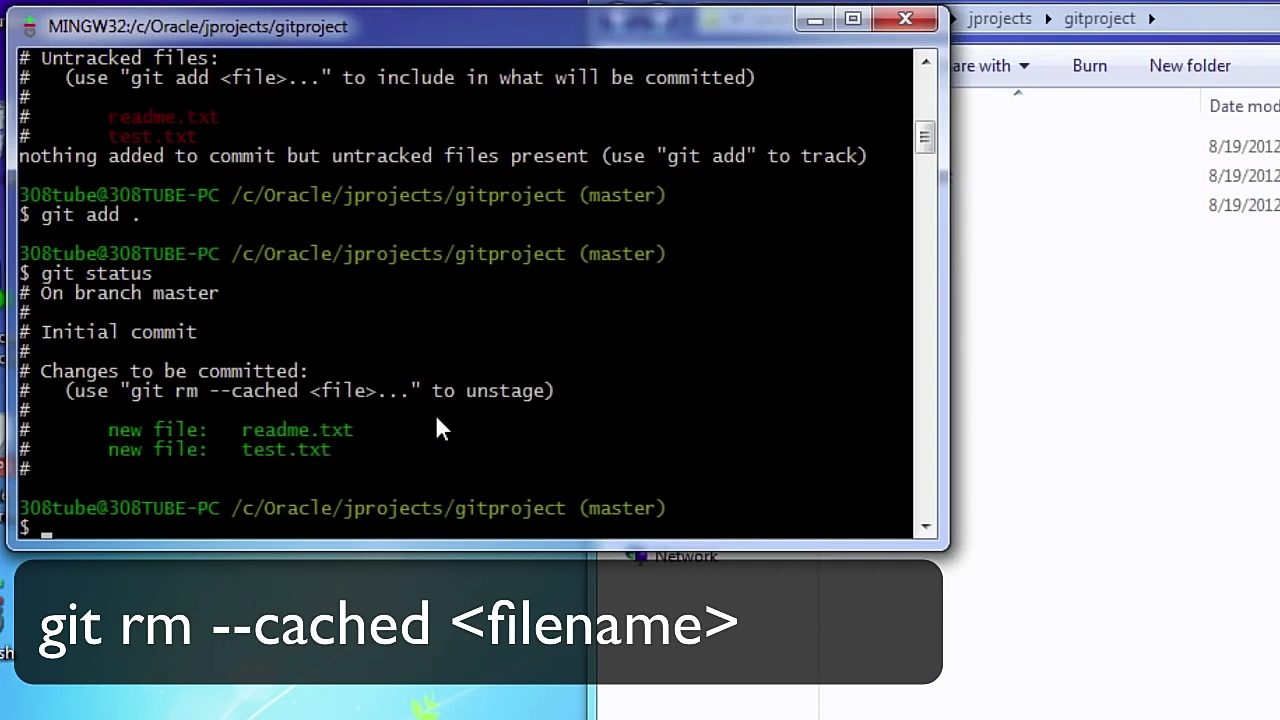 MINGW32:/c/Oracle/jprojects/gitproject
jprojects
gitproject
are with
Burn
New folder
Date mod
8/19/2012
8/19/2012
8/19/2012
# Untracked files:
#   (use "git add <file>..." to include in what will be committed)
#
#       readme.txt
#       test.txt
nothing added to commit but untracked files present (use "git add" to track)
308tube@308TUBE-PC /c/Oracle/jprojects/gitproject (master)
$ git add .
308tube@308TUBE-PC /c/Oracle/jprojects/gitproject (master)
$ git status
# On branch master
#
# Initial commit
#
# Changes to be committed:
#   (use "git rm --cached <file>..." to unstage)
#
#       new file:   readme.txt
#       new file:   test.txt
#
308tube@308TUBE-PC /c/Oracle/jprojects/gitproject (master)
$
Network
git rm --cached <filename>
sh